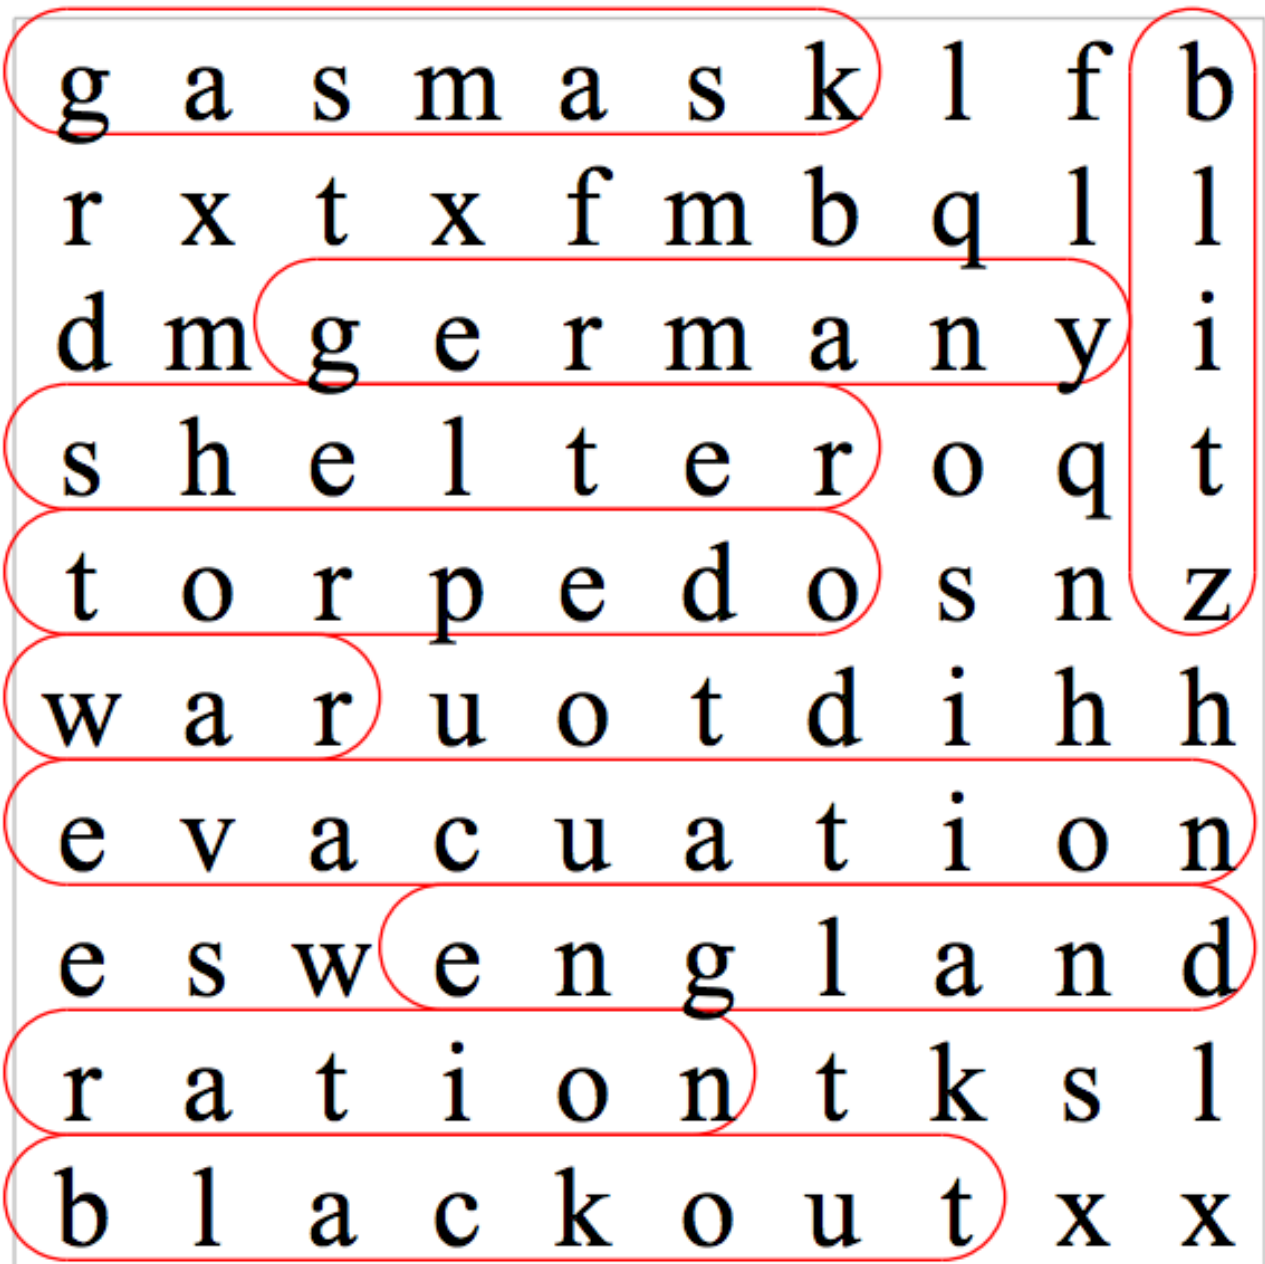 g a s m a s k l f b
r x t x f m b q l l
d m g e r m a n y i
s h e l t e r o q t
t o r p e d o s n z
w a r u o t d i h h
e v a c u a t i o n
e s w e n g l a n d
r a t i o n t k s l
b l a c k o u t x x